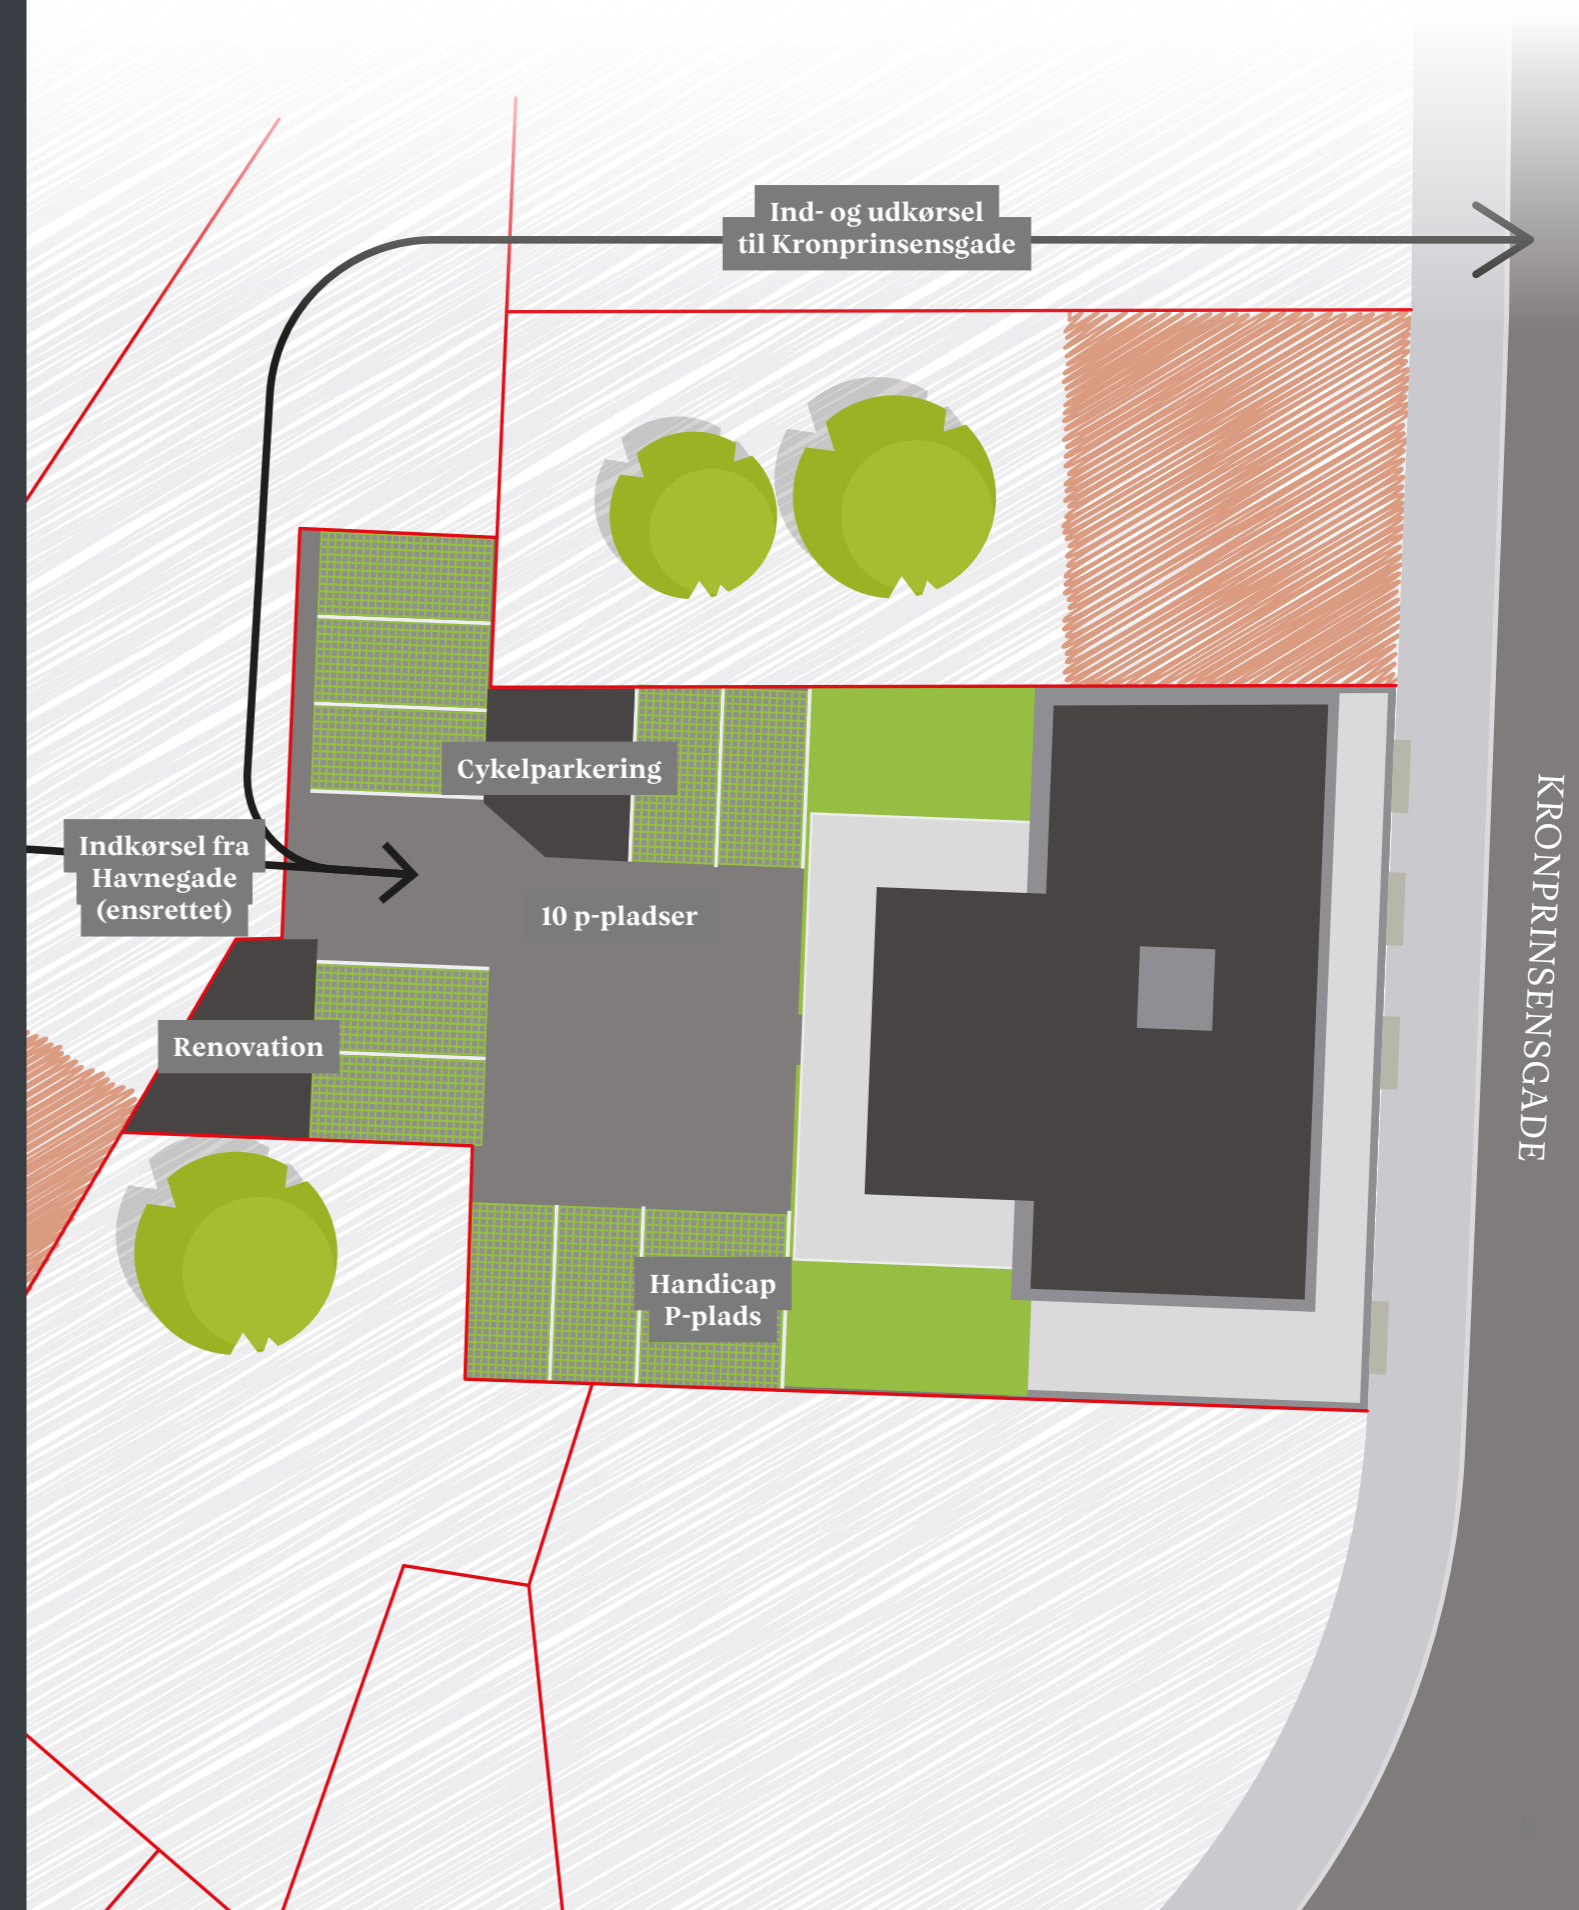 Ind- og udkørsel
til Kronprinsensgade
Cykelparkering
Indkørsel fra
Havnegade
(ensrettet)
10 p-pladser
Renovation
Handicap
P-plads
KRONPRINSENSGADE